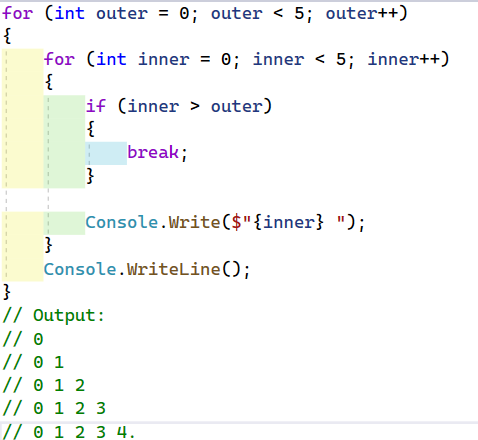 for (int outer = 0; outer < 5; outer++)
{
    for (int inner = 0; inner < 5; inner++)
    {
        if (inner > outer)
        {
            break;
        }

        Console.Write($"{inner} ");
    }
    Console.WriteLine();
}
// Output:
// 0
// 0 1
// 0 1 2
// 0 1 2 3
// 0 1 2 3 4.